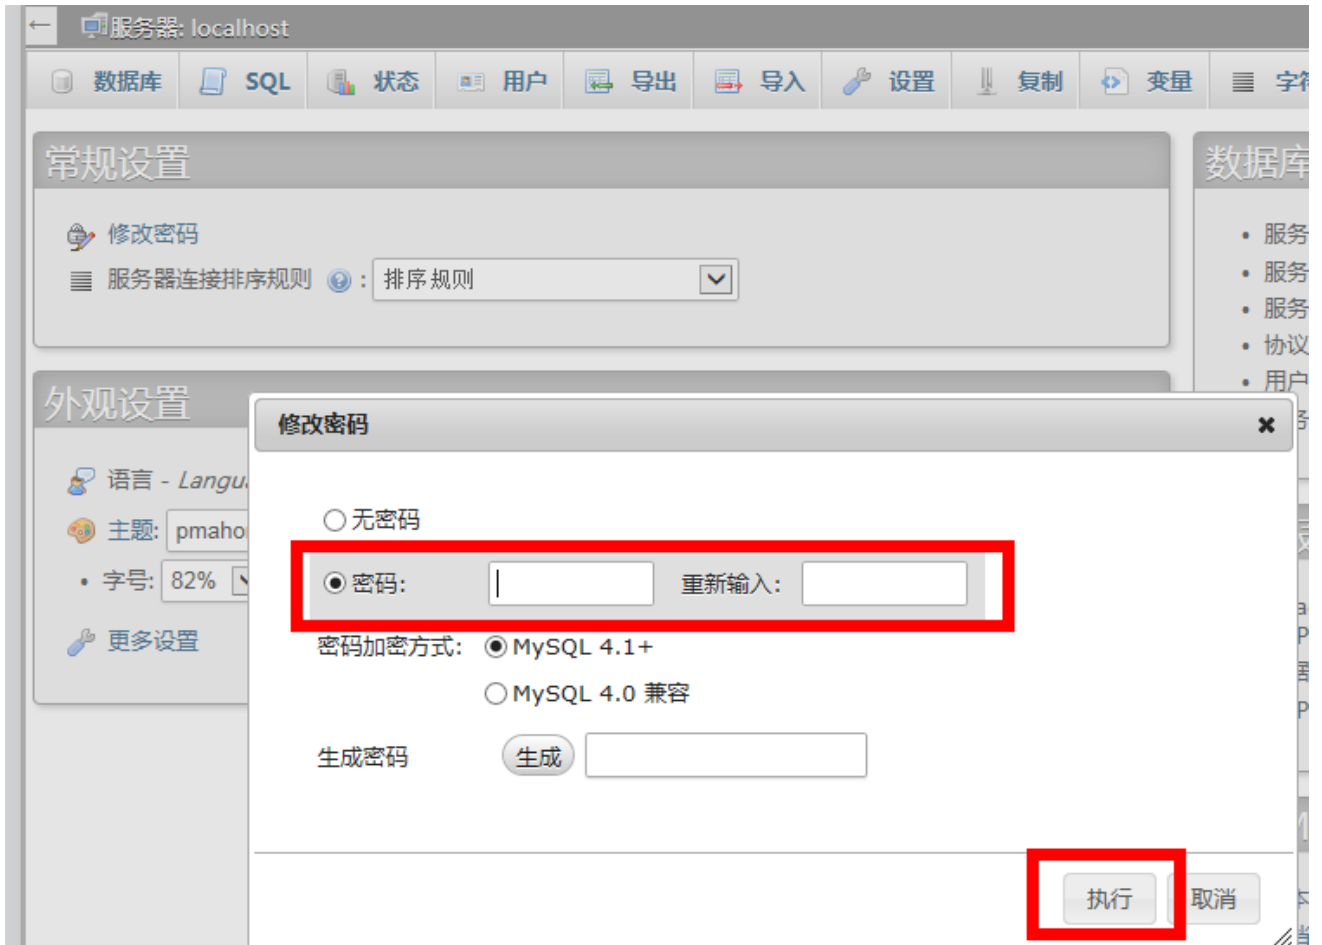 服务器: localhost
数据库 SQL 状态 用户 导出 导入 设置 复制 变量 字符
常规设置
修改密码
服务器连接排序规则 : 排序规则
数据库
服务
服务
服务
协议
用户
外观设置
语言 - Langu
主题: pmaho
字号: 82%
更多设置
修改密码
无密码
密码: 重新输入:
密码加密方式: MySQL 4.1+
MySQL 4.0 兼容
生成密码 生成
执行 取消